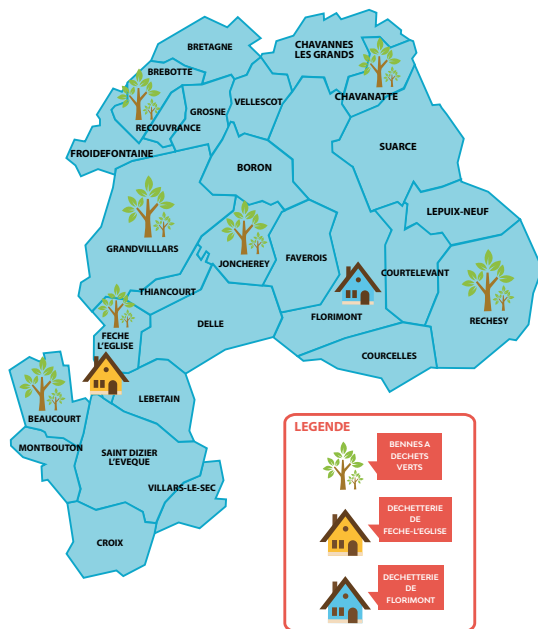 BRETAGNE
CHAVANNES
LES GRANDS
BREBOTTE
CHAVANATTE
VELLESCOT
GROSNE
RECOUVRANCE
FROIDEFONTAINE
SUARCE
BORON
LEPUIX-NEUF
GRANDVILLLARS
JONCHEREY
FAVEROIS
COURTELEVANT
THIANCOURT
RECHESY
FLORIMONT
DELLE
FECHE
L'EGLISE
COURCELLES
LEBETAIN
BEAUCOURT
MONTBOUTON
SAINT DIZIER
L'EVEQUE
VILLARS-LE-SEC
CROIX
LEGENDE
BENNES A
DECHETS
VERTS
DECHETTERIE
DE
FECHE-L'EGLISE
DECHETTERIE
DE
FLORIMONT